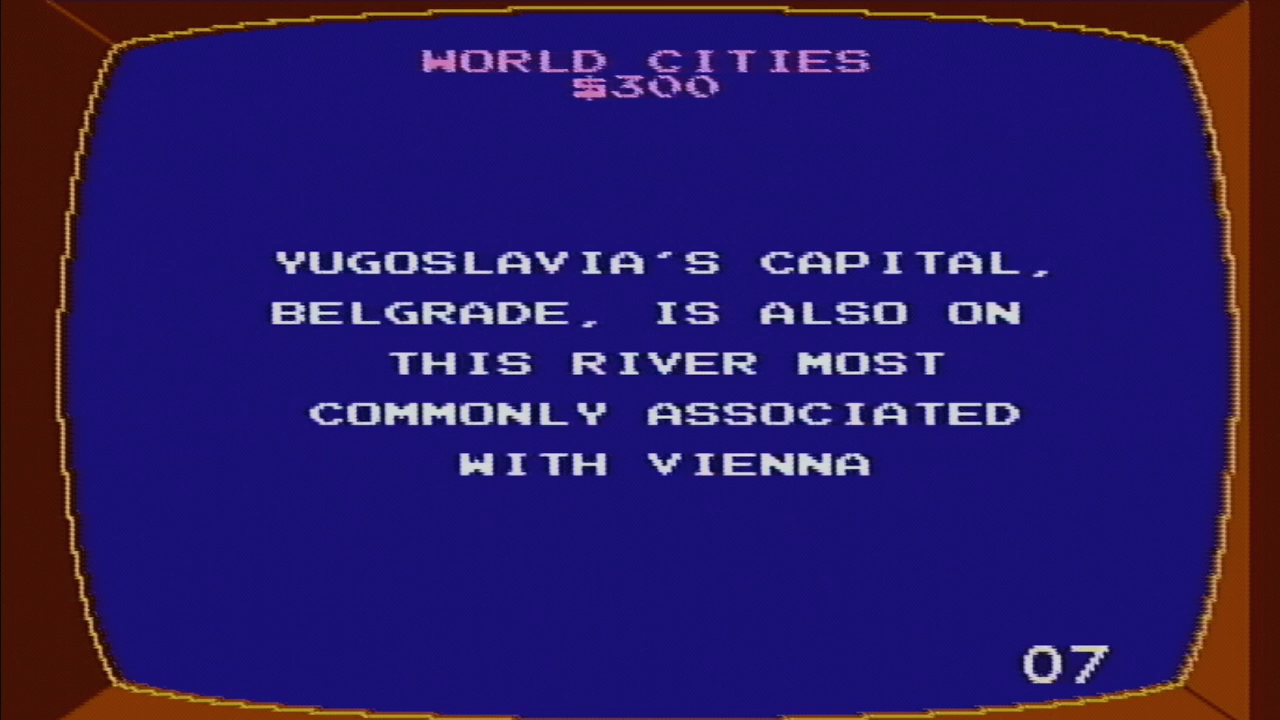 WORLD CITIES
$300
YUGOSLAVIA'S CAPITAL,
BELGRADE, IS ALSO ON
THIS RIVER MOST
COMMONLY ASSOCIATED
WITH VIENNA
07